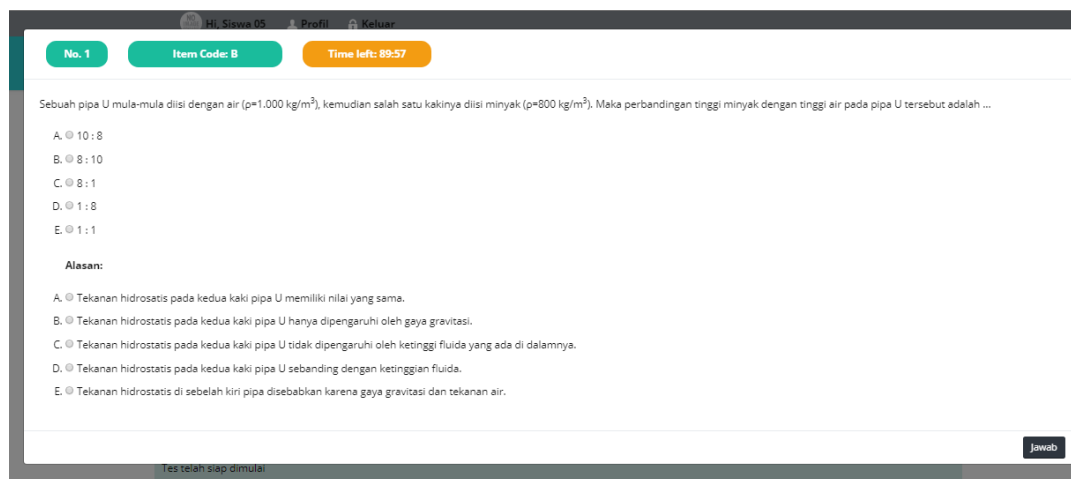 Hi, Siswa 05 Profil Keluar
No. 1 Item Code: B Time left: 89:57
Sebuah pipa U mula-mula diisi dengan air (ρ=1.000 kg/m³), kemudian salah satu kakinya diisi minyak (ρ=800 kg/m³). Maka perbandingan tinggi minyak dengan tinggi air pada pipa U tersebut adalah ...
A. 10 : 8
B. 8 : 10
C. 8 : 1
D. 1 : 8
E. 1 : 1
Alasan:
A. Tekanan hidrosatis pada kedua kaki pipa U memiliki nilai yang sama.
B. Tekanan hidrostatis pada kedua kaki pipa U hanya dipengaruhi oleh gaya gravitasi.
C. Tekanan hidrostatis pada kedua kaki pipa U tidak dipengaruhi oleh ketinggi fluida yang ada di dalamnya.
D. Tekanan hidrostatis pada kedua kaki pipa U sebanding dengan ketinggian fluida.
E. Tekanan hidrostatis di sebelah kiri pipa disebabkan karena gaya gravitasi dan tekanan air.
Jawab
Tes telah siap dimulai